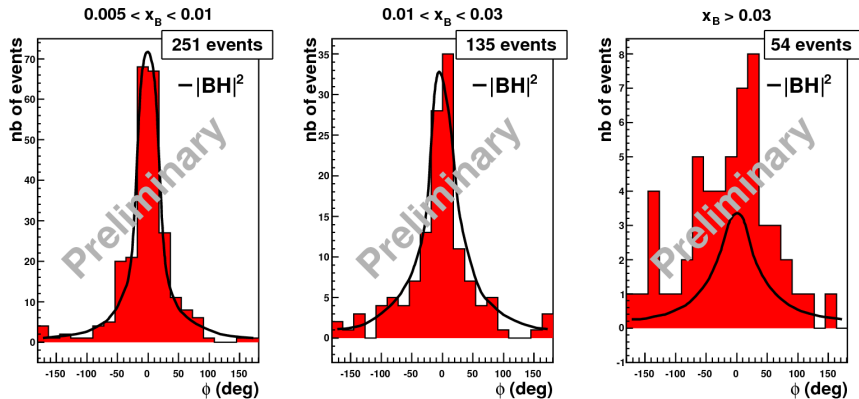 0.005 < x_B < 0.01
251 events
nb of events
70
60
50
40
30
20
10
0
−|BH|²
Preliminary
-150 -100 -50 0 50 100 150
ϕ (deg)
0.01 < x_B < 0.03
135 events
nb of events
35
30
25
20
15
10
5
0
−|BH|²
Preliminary
-150 -100 -50 0 50 100 150
ϕ (deg)
x_B > 0.03
54 events
nb of events
8
7
6
5
4
3
2
1
0
-1
−|BH|²
Preliminary
-150 -100 -50 0 50 100 150
ϕ (deg)